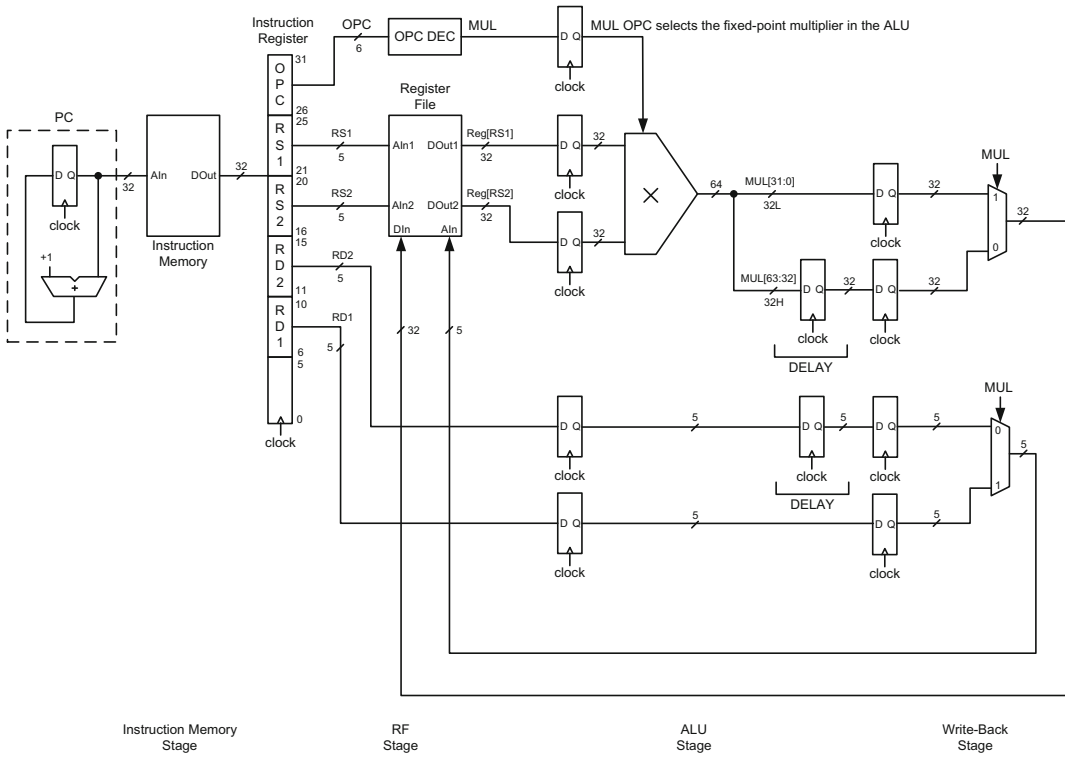 Instruction
Register
OPC
6
OPC DEC
MUL
D Q
clock
MUL OPC selects the fixed-point multiplier in the ALU
31
O
P
C
26
25
R
S
1
21
20
R
S
2
16
15
R
D
2
11
10
R
D
1
6
5
0
clock
PC
D Q
clock
+1
+
32
AIn
DOut
Instruction
Memory
32
RS1
5
RS2
5
RD2
5
RD1
5
Register
File
AIn1
DOut1
AIn2
DOut2
DIn
AIn
Reg[RS1]
32
Reg[RS2]
32
32
5
D Q
clock
32
D Q
clock
32
×
64
MUL[31:0]
32L
MUL[63:32]
32H
D Q
clock
32
D Q
clock
32
D Q
clock
32
DELAY
MUL
1
0
32
D Q
clock
5
D Q
clock
5
D Q
clock
5
DELAY
D Q
clock
5
D Q
clock
5
MUL
0
1
5
Instruction Memory
Stage
RF
Stage
ALU
Stage
Write-Back
Stage